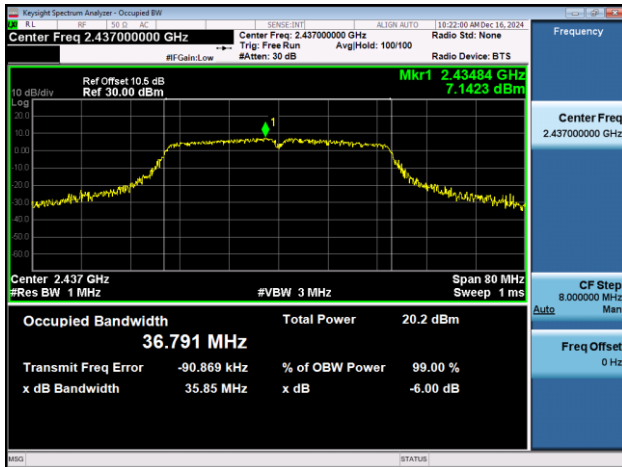 Keysight Spectrum Analyzer - Occupied BW
RL RF 50 Ω AC SENSE:INT ALIGN AUTO 10:22:00 AM Dec 16, 2024
Center Freq 2.437000000 GHz
Center Freq: 2.437000000 GHz
Radio Std: None
Trig: Free Run Avg|Hold: 100/100
#IFGain:Low #Atten: 30 dB Radio Device: BTS
Frequency
Mkr1 2.43484 GHz
7.1423 dBm
Ref Offset 10.5 dB
10 dB/div Ref 30.00 dBm
Log
20.0
10.0
0.00
-10.0
-20.0
-30.0
-40.0
-50.0
-60.0
1
Center Freq
2.437000000 GHz
Center 2.437 GHz Span 80 MHz
#Res BW 1 MHz #VBW 3 MHz Sweep 1 ms
CF Step
8.000000 MHz
Auto Man
Occupied Bandwidth Total Power 20.2 dBm
36.791 MHz
Transmit Freq Error -90.869 kHz % of OBW Power 99.00 %
x dB Bandwidth 35.85 MHz x dB -6.00 dB
Freq Offset
0 Hz
MSG STATUS